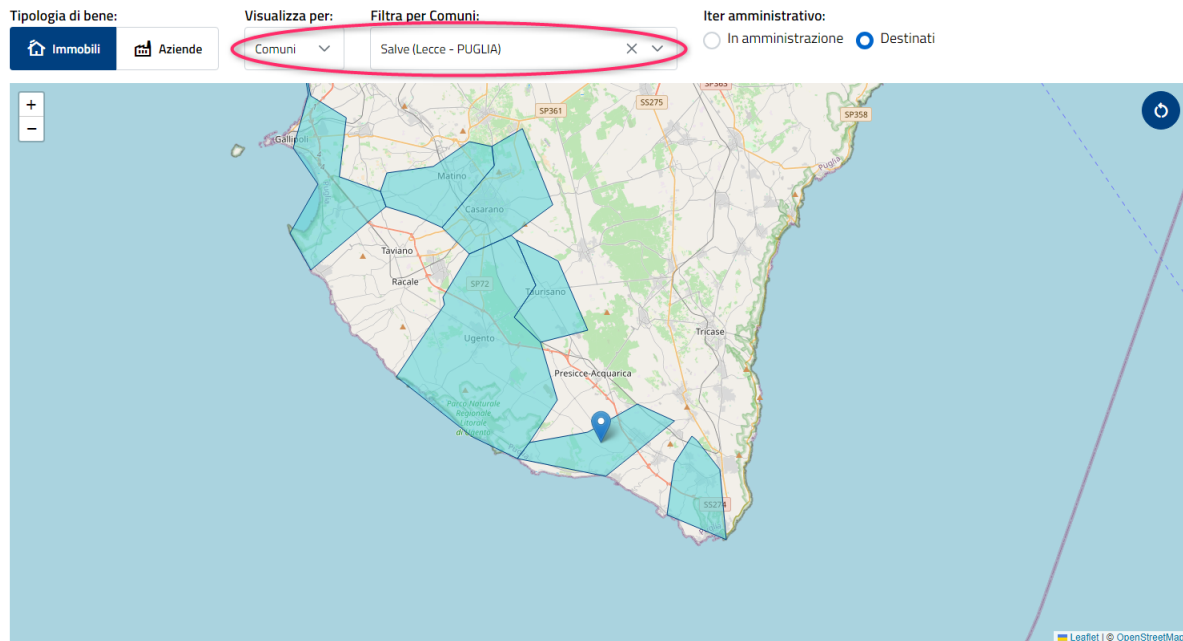 Tipologia di bene:
Visualizza per:
Filtra per Comuni:
Iter amministrativo:
Immobili
Aziende
Comuni
Salve (Lecce - PUGLIA)
In amministrazione
Destinati
+
−
SP361
SS275
SP363
SP358
Gallipoli
Puglia
Matino
Puglia
Casarano
Taviano
Racale
SP72
Taurisano
Ugento
Tricase
Presicce-Acquarica
Parco Naturale
Regionale
Litorale
di Ugento
SS274
Leaflet | © OpenStreetMap